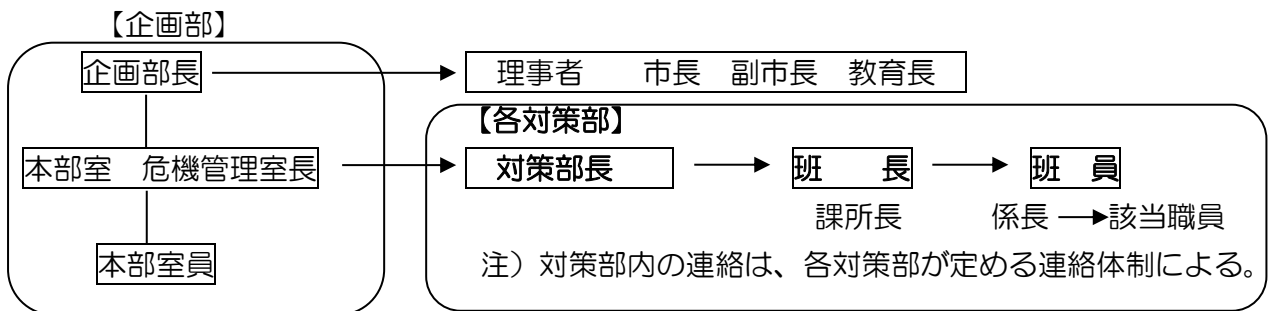 【企画部】
企画部長 理事者 市長 副市長 教育長
【各対策部】
本部室 危機管理室長 対策部長 班 長 班 員
課所長 係長 該当職員
本部室員
注）対策部内の連絡は、各対策部が定める連絡体制による。